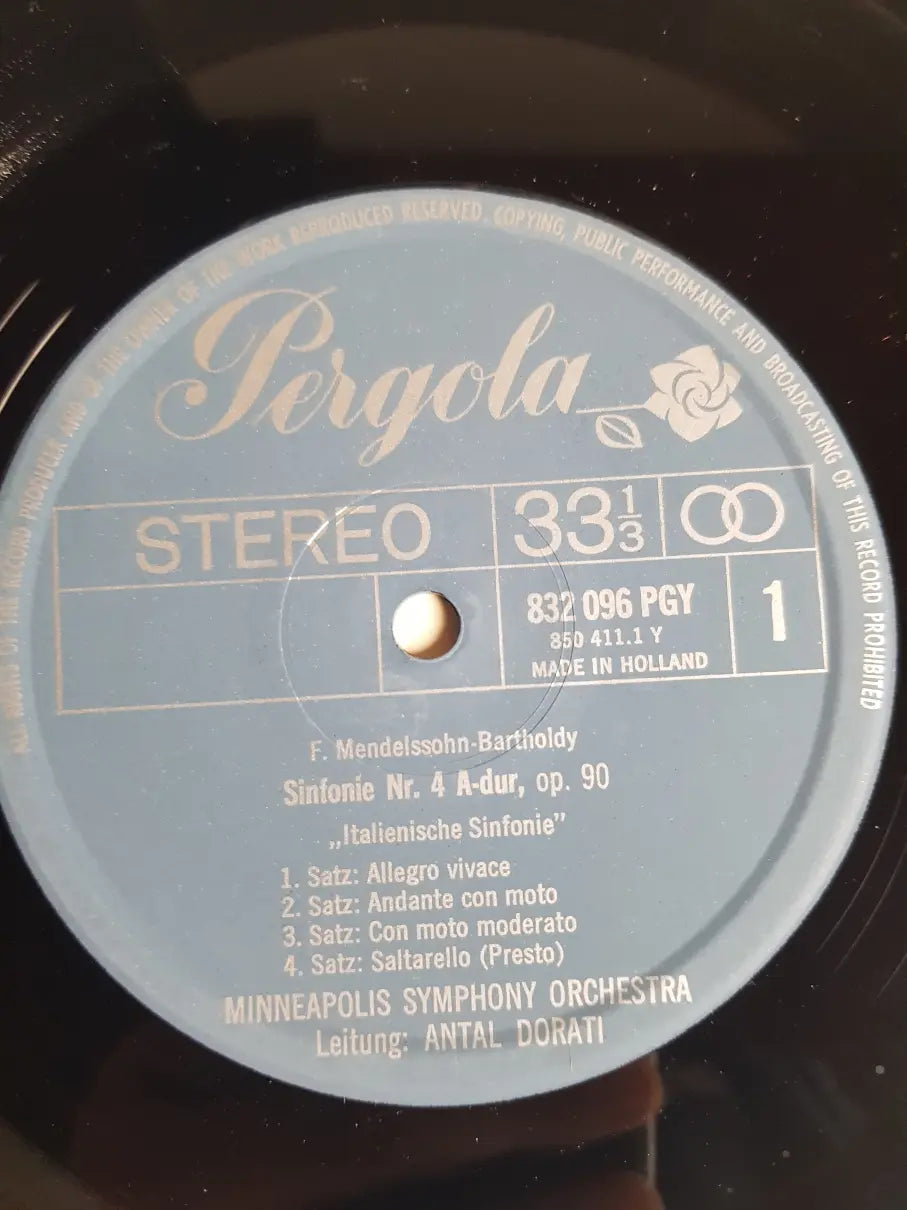 ALL RIGHTS OF THE RECORD PRODUCER AND OF THE OWNER OF THE WORK REPRODUCED RESERVED. COPYING, PUBLIC PERFORMANCE AND BROADCASTING OF THIS RECORD PROHIBITED
Pergola
STEREO 33 1/3
832 096 PGY 1
850 411.1 Y
MADE IN HOLLAND
F. Mendelssohn-Bartholdy
Sinfonie Nr. 4 A-dur, op. 90
„Italienische Sinfonie”
1. Satz: Allegro vivace
2. Satz: Andante con moto
3. Satz: Con moto moderato
4. Satz: Saltarello (Presto)
MINNEAPOLIS SYMPHONY ORCHESTRA
Leitung: ANTAL DORATI